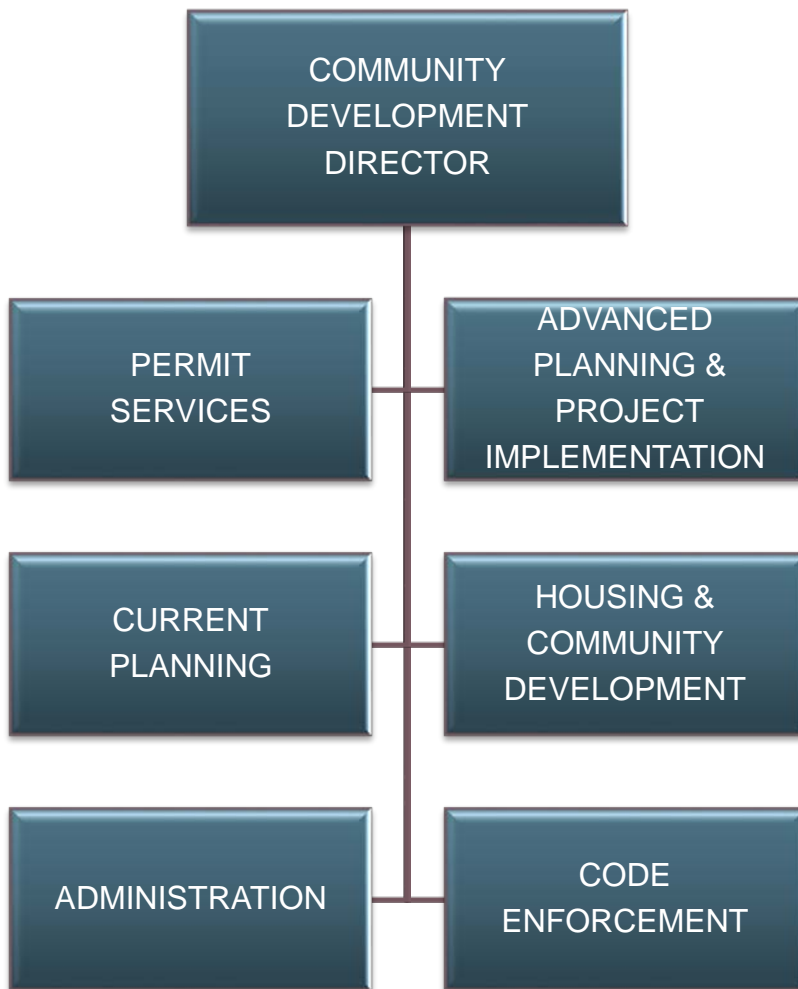 COMMUNITY
DEVELOPMENT
DIRECTOR
PERMIT
SERVICES
ADVANCED
PLANNING &
PROJECT
IMPLEMENTATION
CURRENT
PLANNING
HOUSING &
COMMUNITY
DEVELOPMENT
ADMINISTRATION
CODE
ENFORCEMENT